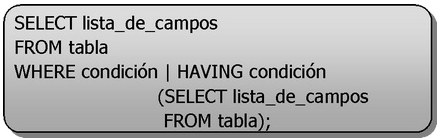 SELECT lista_de_campos
FROM tabla
WHERE condición | HAVING condición
(SELECT lista_de_campos
FROM tabla);